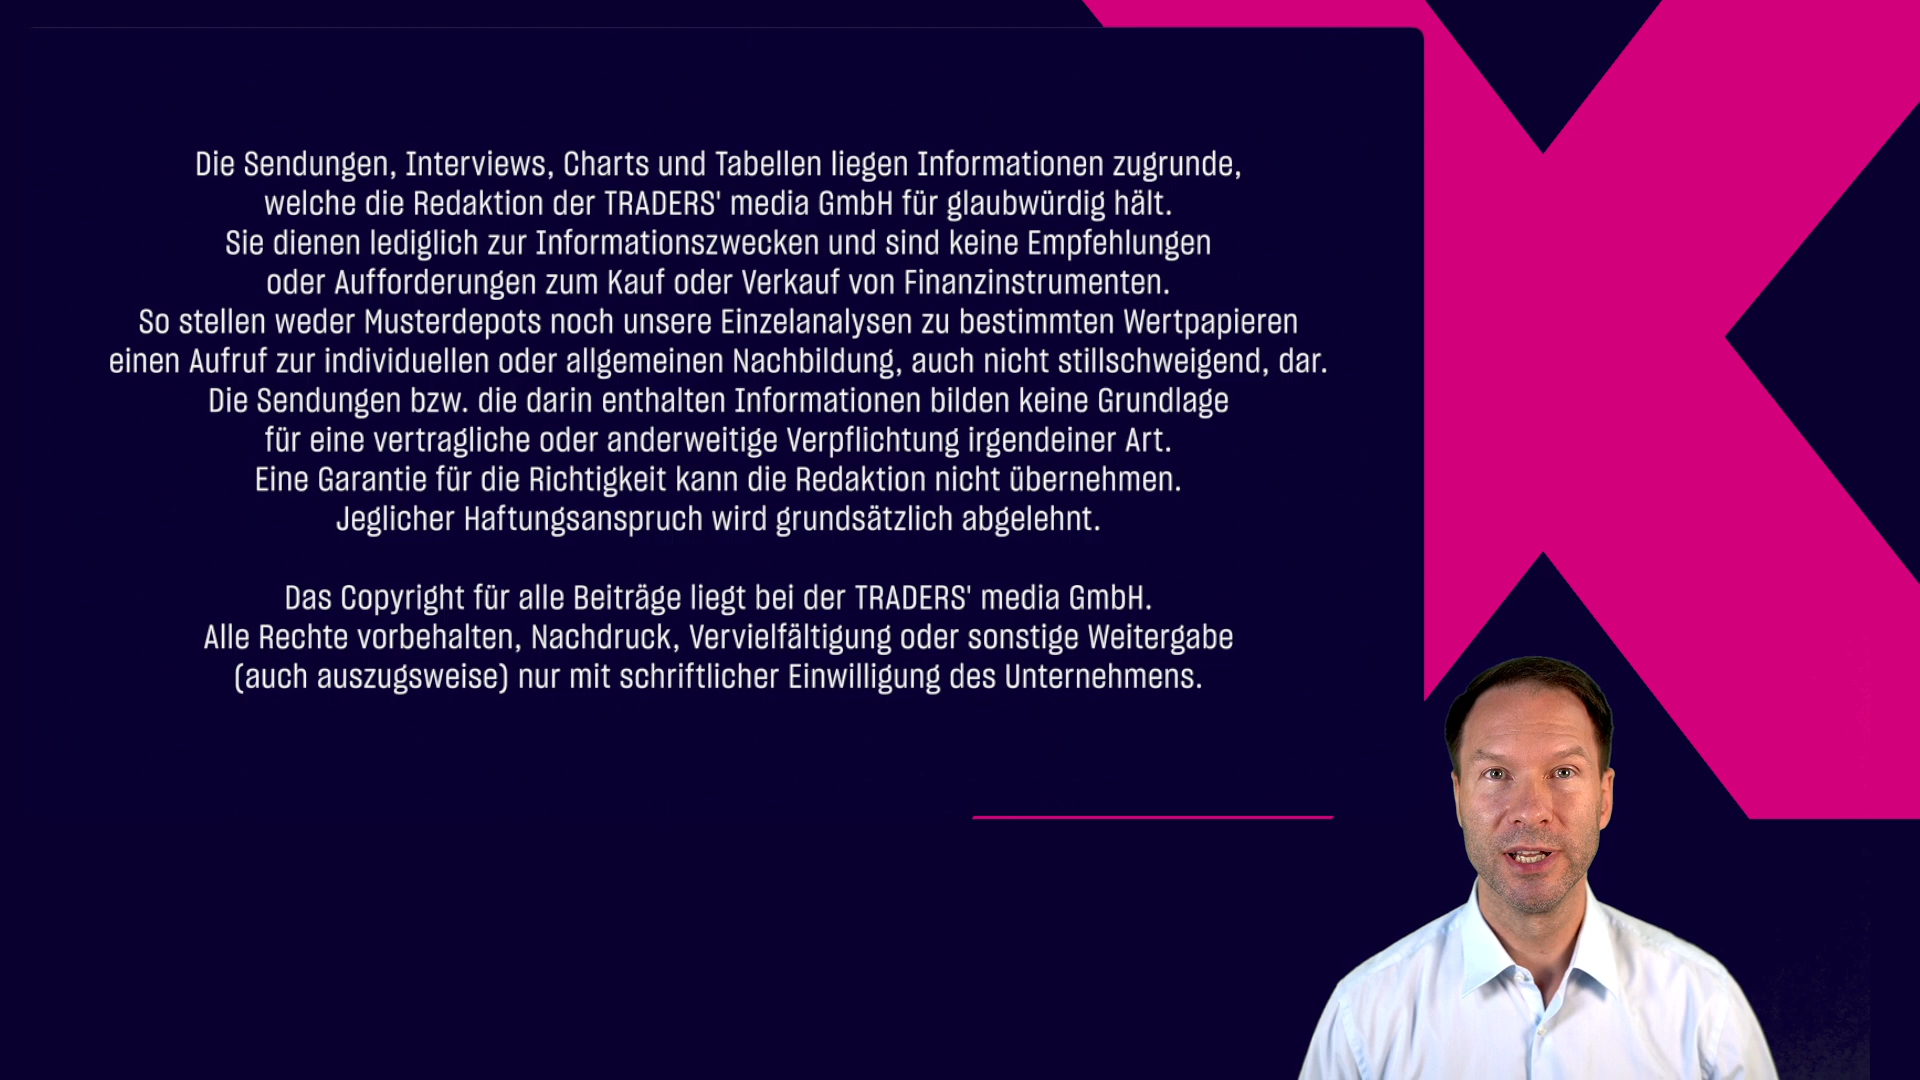 Die Sendungen, Interviews, Charts und Tabellen liegen Informationen zugrunde,
welche die Redaktion der TRADERS' media GmbH für glaubwürdig hält.
Sie dienen lediglich zur Informationszwecken und sind keine Empfehlungen
oder Aufforderungen zum Kauf oder Verkauf von Finanzinstrumenten.
So stellen weder Musterdepots noch unsere Einzelanalysen zu bestimmten Wertpapieren
einen Aufruf zur individuellen oder allgemeinen Nachbildung, auch nicht stillschweigend, dar.
Die Sendungen bzw. die darin enthalten Informationen bilden keine Grundlage
für eine vertragliche oder anderweitige Verpflichtung irgendeiner Art.
Eine Garantie für die Richtigkeit kann die Redaktion nicht übernehmen.
Jeglicher Haftungsanspruch wird grundsätzlich abgelehnt.
Das Copyright für alle Beiträge liegt bei der TRADERS' media GmbH.
Alle Rechte vorbehalten, Nachdruck, Vervielfältigung oder sonstige Weitergabe
(auch auszugsweise) nur mit schriftlicher Einwilligung des Unternehmens.